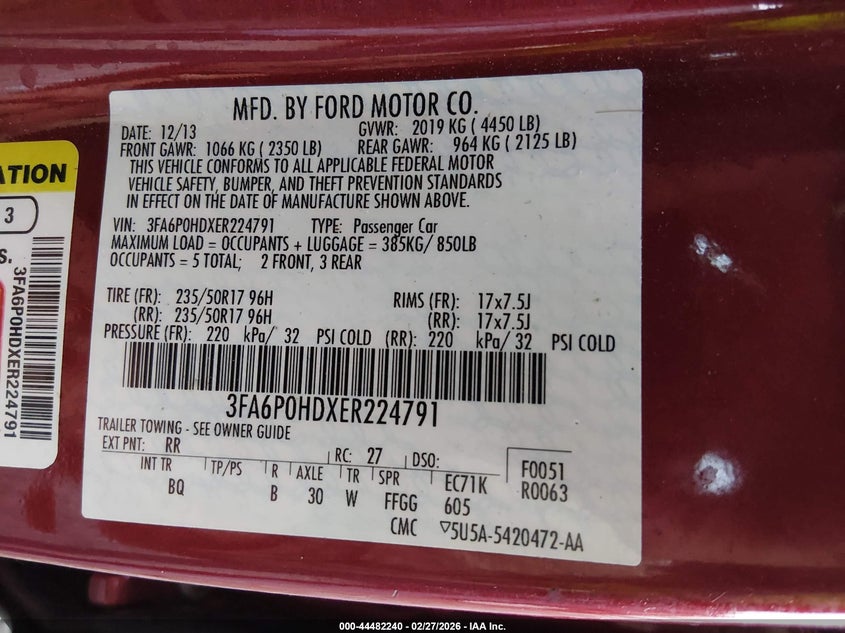 MFD. BY FORD MOTOR CO.
DATE: 12/13 GVWR: 2019 KG ( 4450 LB)
FRONT GAWR: 1066 KG ( 2350 LB) REAR GAWR: 964 KG ( 2125 LB)
THIS VEHICLE CONFORMS TO ALL APPLICABLE FEDERAL MOTOR
VEHICLE SAFETY, BUMPER, AND THEFT PREVENTION STANDARDS
IN EFFECT ON THE DATE OF MANUFACTURE SHOWN ABOVE.
VIN: 3FA6P0HDXER224791 TYPE: Passenger Car
MAXIMUM LOAD = OCCUPANTS + LUGGAGE = 385KG/ 850LB
OCCUPANTS = 5 TOTAL; 2 FRONT, 3 REAR
TIRE (FR): 235/50R17 96H RIMS (FR): 17x7.5J
(RR): 235/50R17 96H (RR): 17x7.5J
PRESSURE (FR): 220 kPa/ 32 PSI COLD (RR): 220 kPa/ 32 PSI COLD
3FA6P0HDXER224791
TRAILER TOWING - SEE OWNER GUIDE
EXT PNT: RR RC: 27 DSO:
INT TR TP/PS R AXLE TR SPR EC71K F0051
BQ B 30 W FFGG 605 R0063
CMC ▽5U5A-5420472-AA
ATION
3
S.
3FA6P0HDXER224791
000-44482240 - 02/27/2026 - IAA Inc.